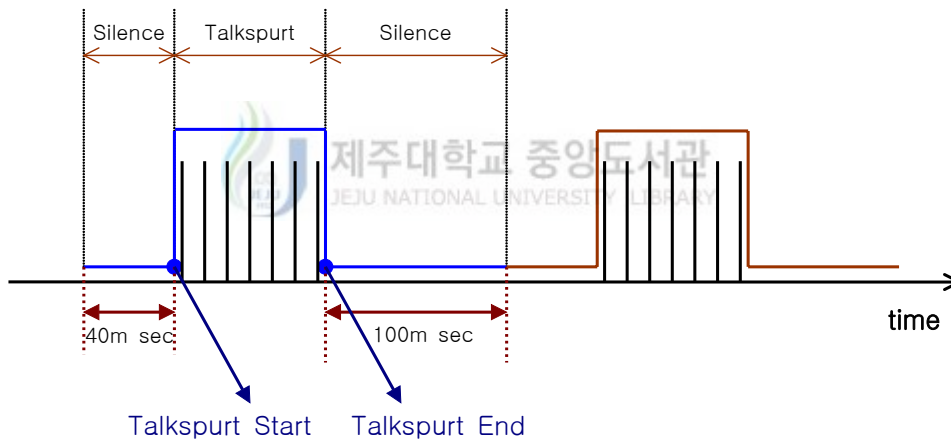 Silence Talkspurt Silence
제주대학교 중앙도서관
JEJU NATIONAL UNIVERSITY LIBRARY
time
40m sec 100m sec
Talkspurt Start Talkspurt End